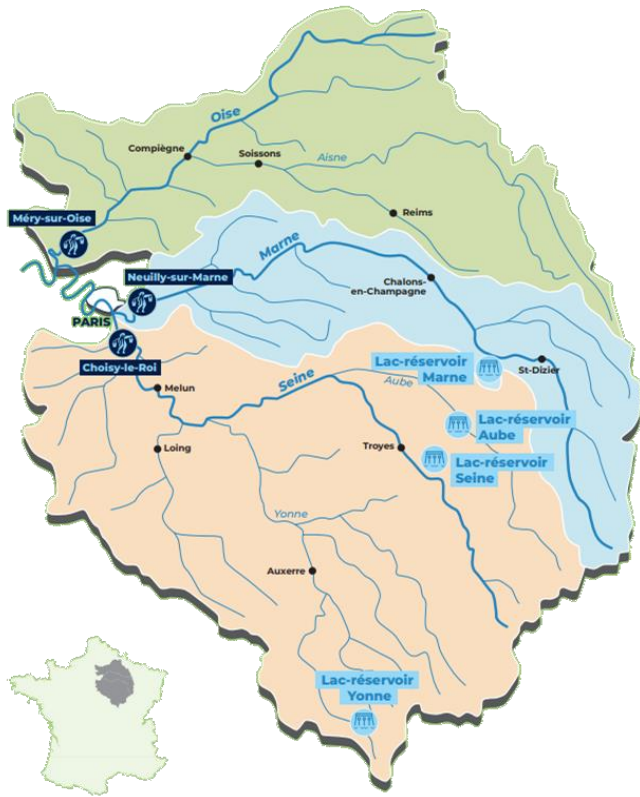 Oise
Compiègne
Soissons
Aisne
Reims
Méry-sur-Oise
Marne
Neuilly-sur-Marne
Chalons-
en-Champagne
PARIS
Choisy-le-Roi
St-Dizier
Lac-réservoir
Marne
Seine
Aube
Melun
Lac-réservoir
Aube
Troyes
Loing
Lac-réservoir
Seine
Yonne
Auxerre
Lac-réservoir
Yonne